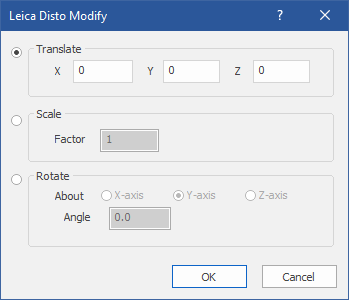 Leica Disto Modify ?
Translate
X 0 Y 0 Z 0
Scale
Factor 1
Rotate
About X-axis Y-axis Z-axis
Angle 0.0
OK Cancel